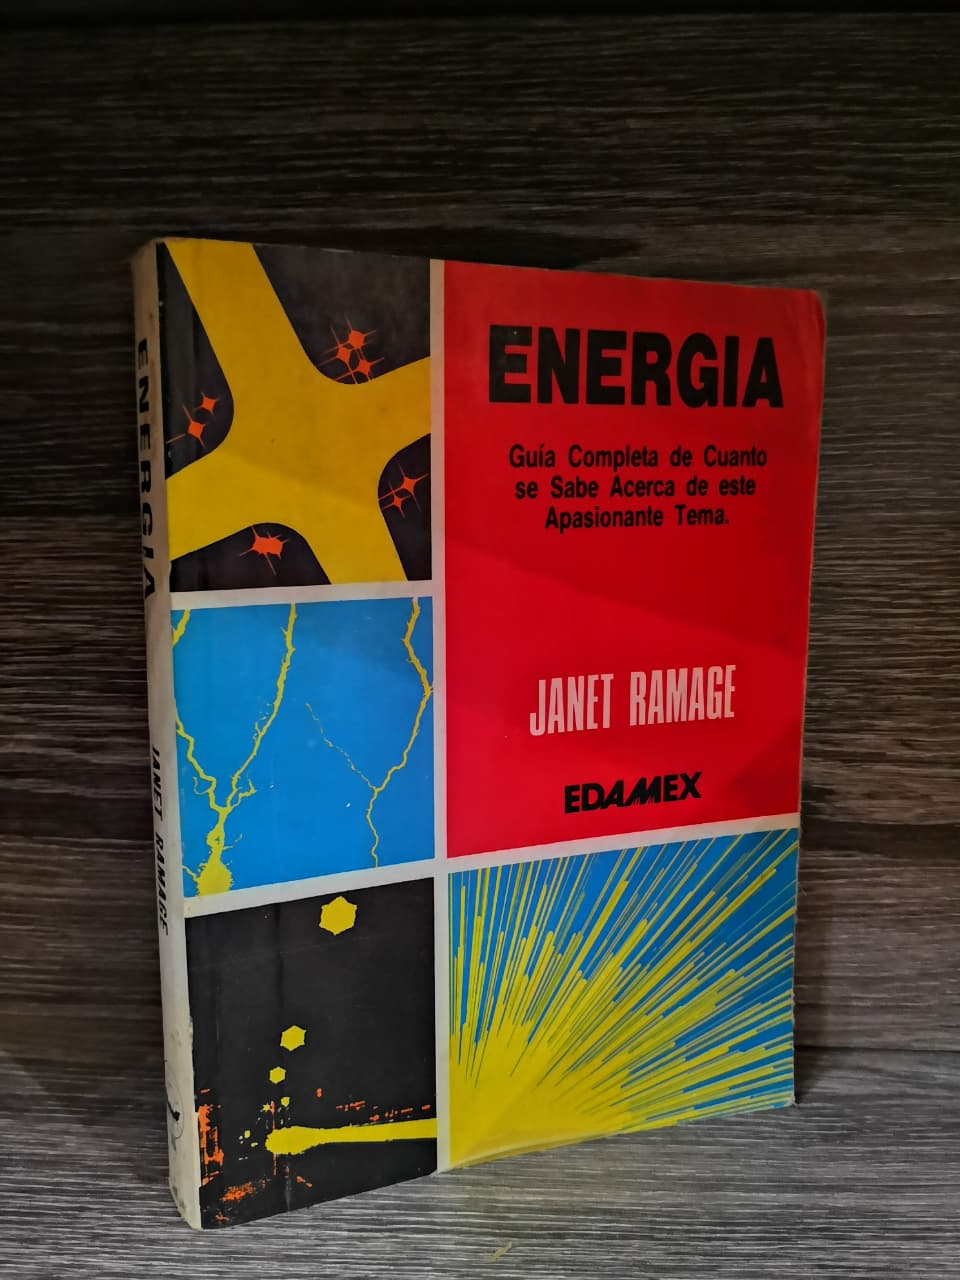 ENERGIA
Guía Completa de Cuanto
se Sabe Acerca de este
Apasionante Tema.
JANET RAMAGE
EDAMEX
ENERGIA
JANET RAMAGE